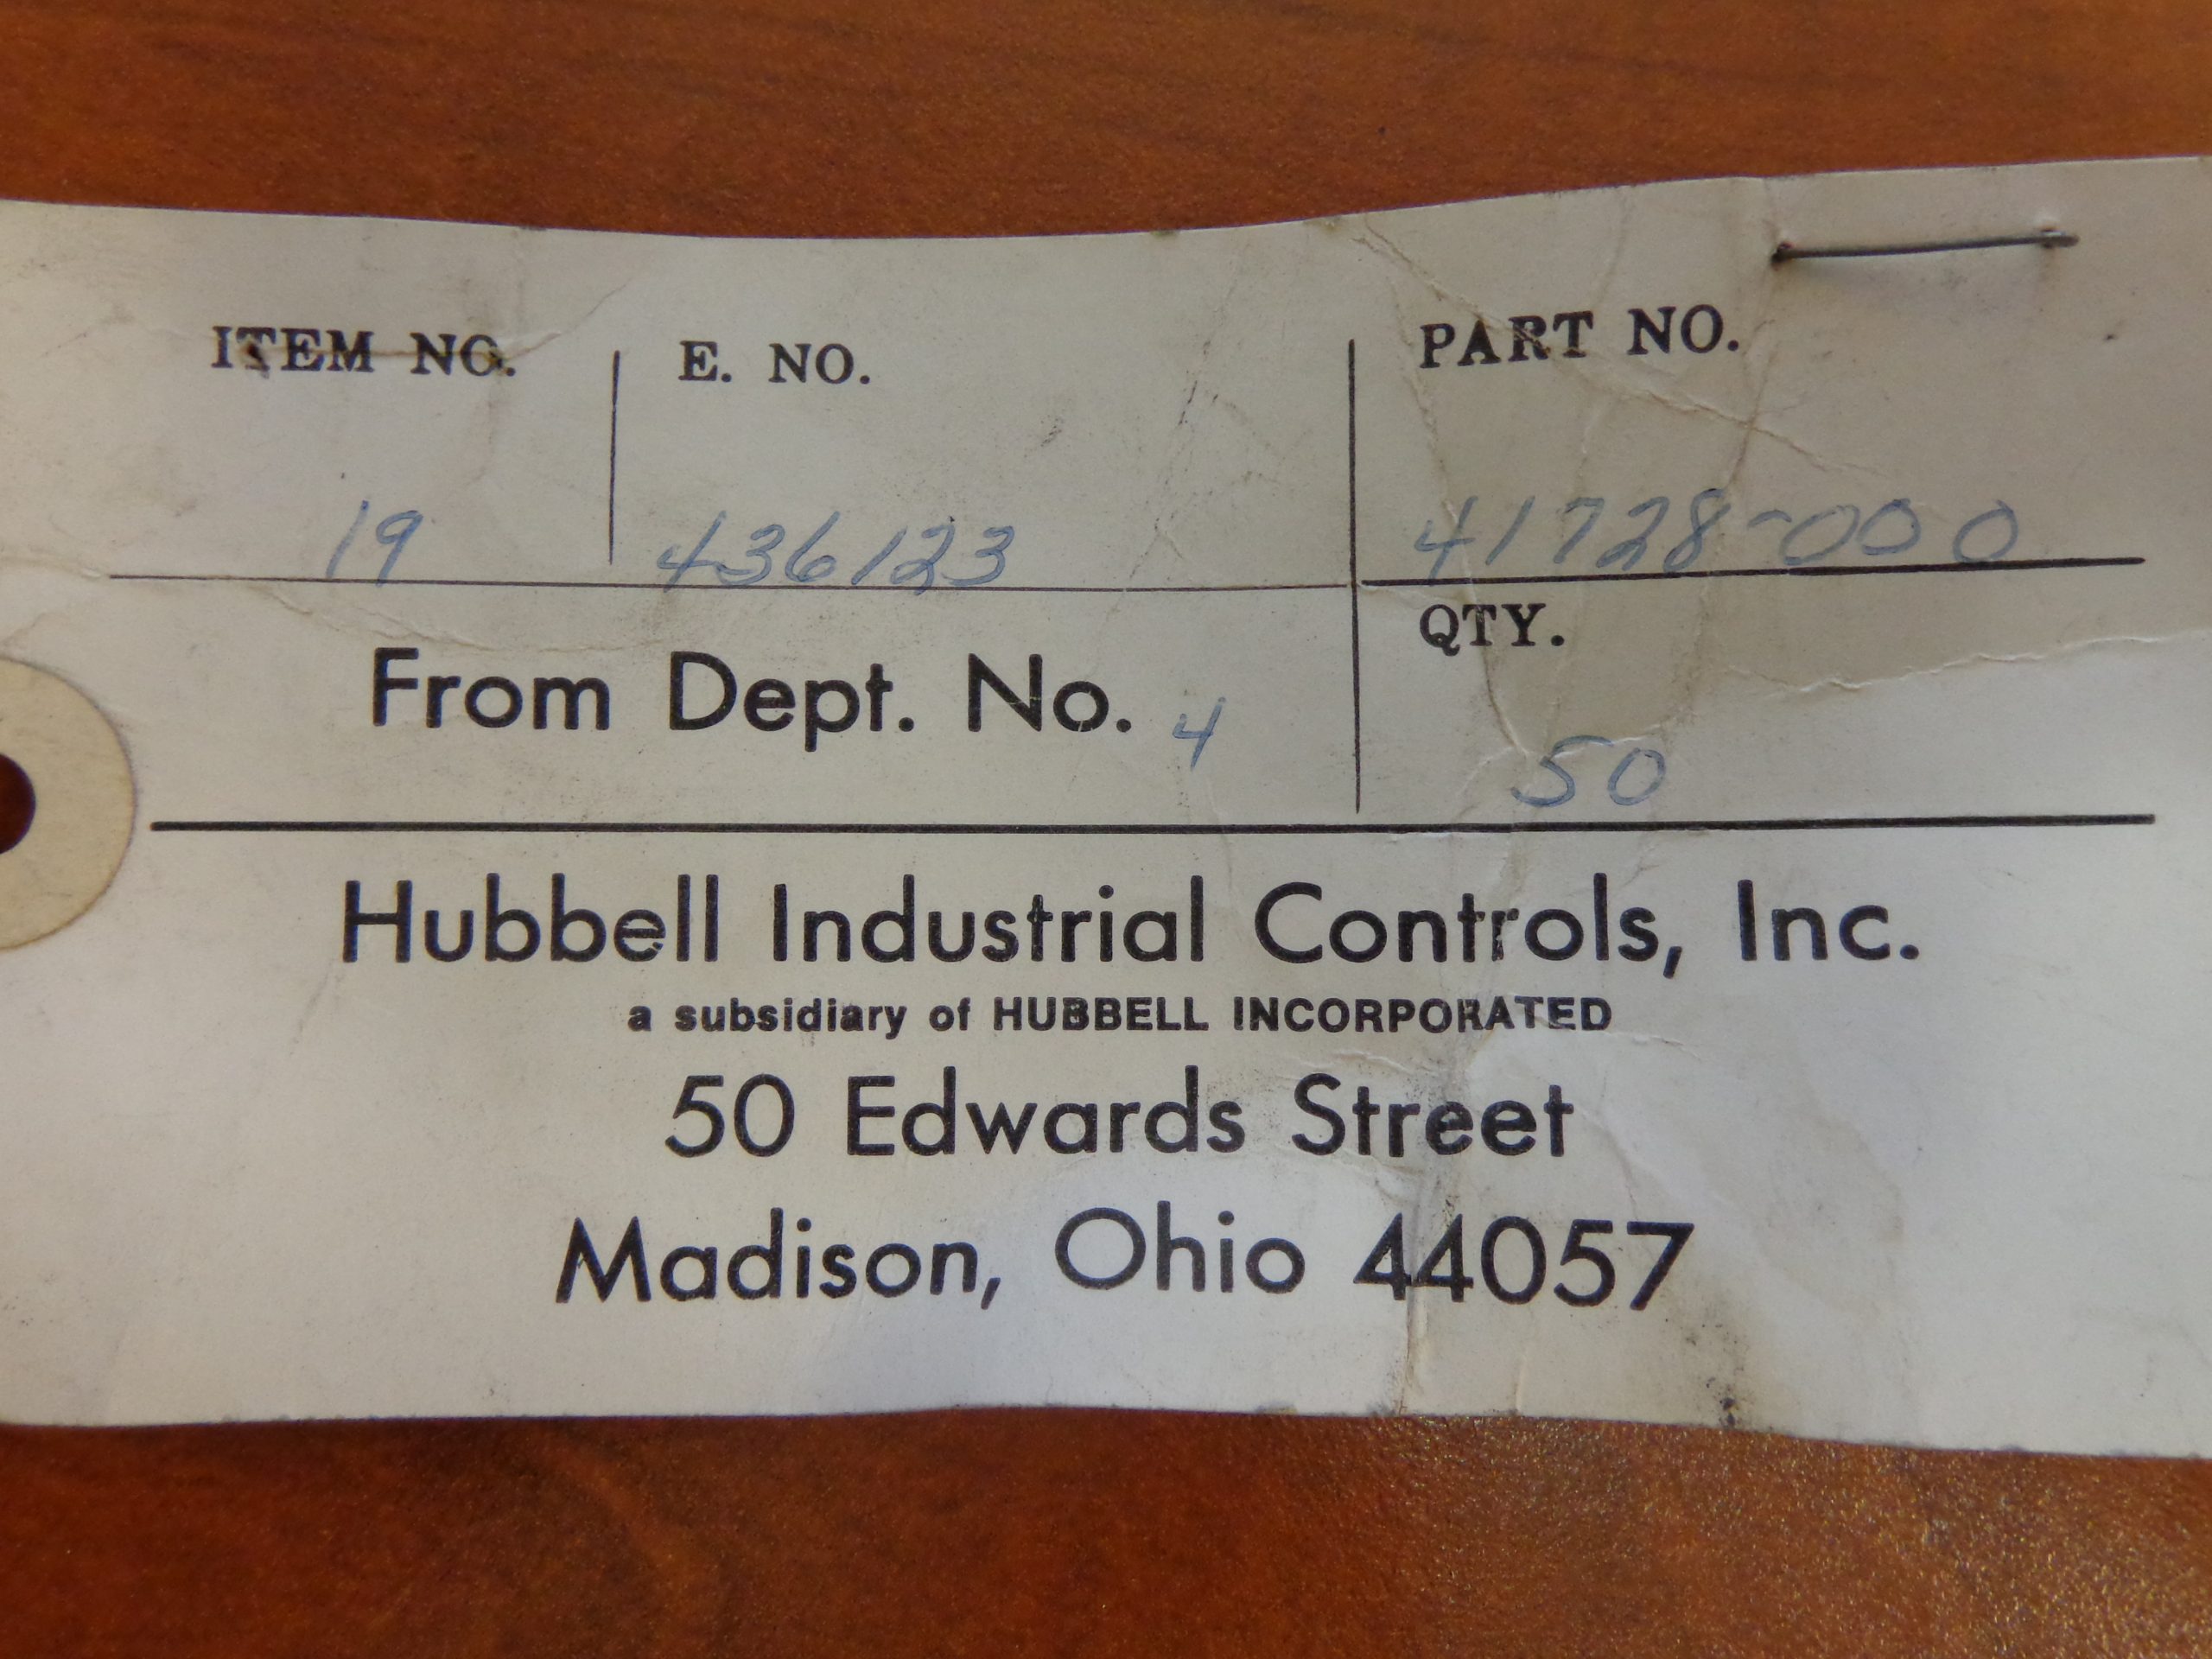 ITEM NO. E. NO. PART NO.
19 436123 41728-000
From Dept. No. 4 QTY.
50
Hubbell Industrial Controls, Inc.
a subsidiary of HUBBELL INCORPORATED
50 Edwards Street
Madison, Ohio 44057